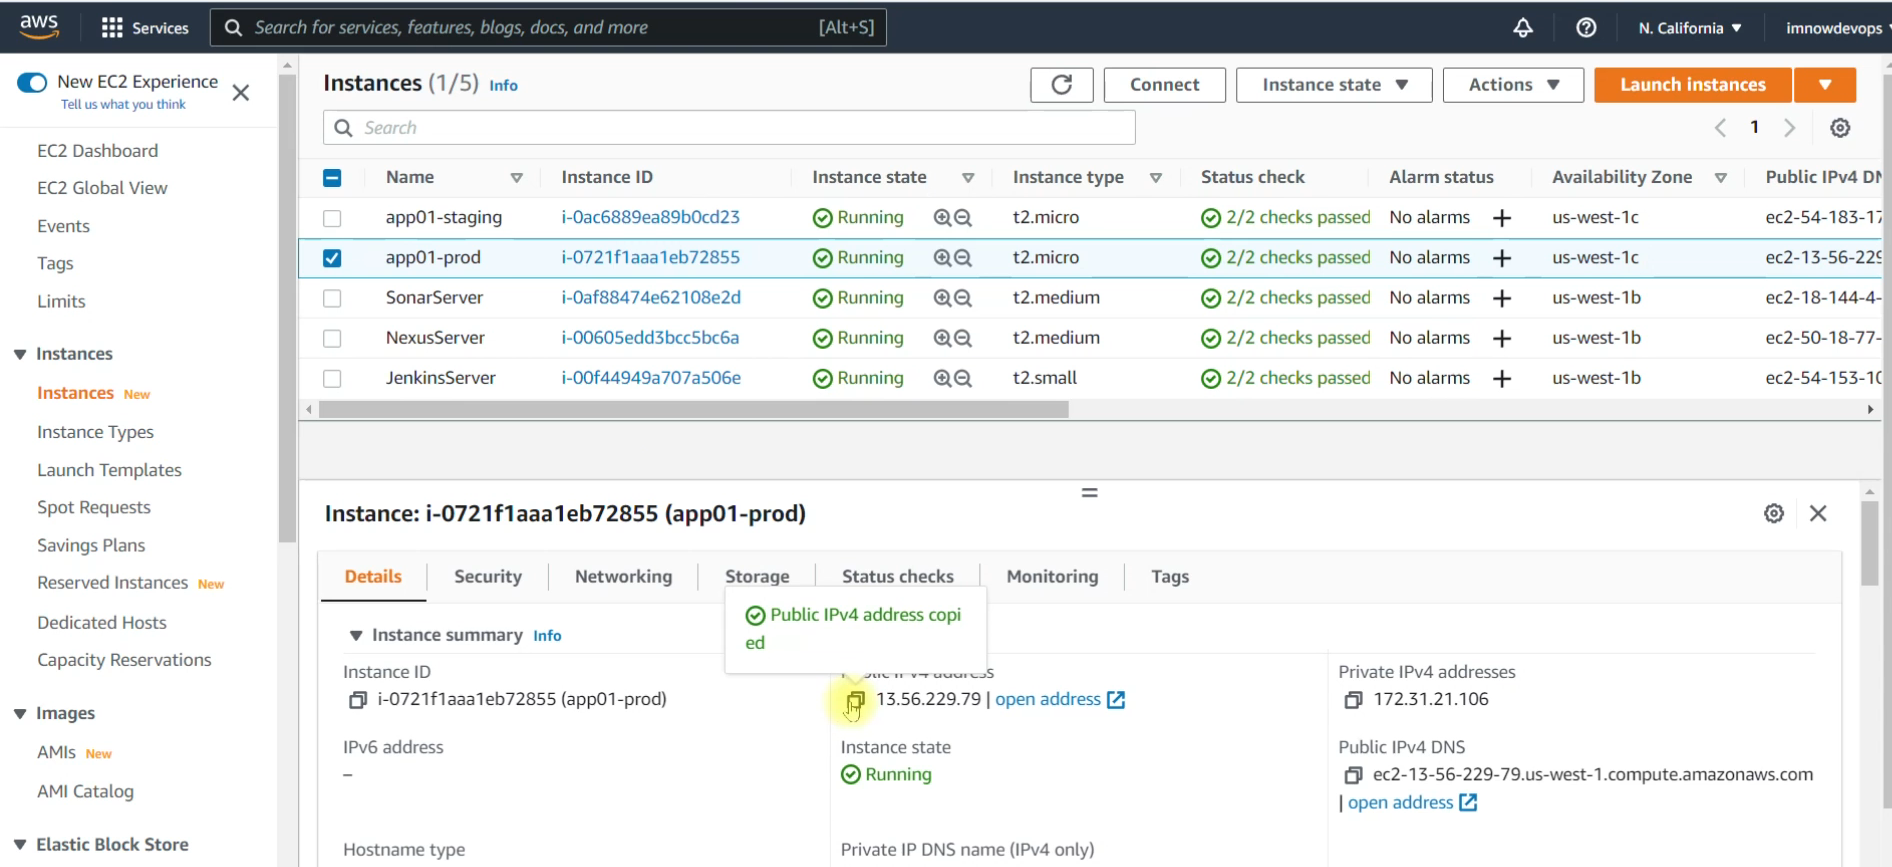 aws
Services
Search for services, features, blogs, docs, and more [Alt+S]
N. California ▼
imnowdevops
New EC2 Experience
Tell us what you think
EC2 Dashboard
EC2 Global View
Events
Tags
Limits
Instances
Instances New
Instance Types
Launch Templates
Spot Requests
Savings Plans
Reserved Instances New
Dedicated Hosts
Capacity Reservations
Images
AMIs New
AMI Catalog
Elastic Block Store
Instances (1/5) Info
Connect
Instance state ▼
Actions ▼
Launch instances ▼
Search
1
Name Instance ID Instance state Instance type Status check Alarm status Availability Zone Public IPv4 DN
app01-staging i-0ac6889ea89b0cd23 Running t2.micro 2/2 checks passed No alarms + us-west-1c ec2-54-183-17
app01-prod i-0721f1aaa1eb72855 Running t2.micro 2/2 checks passed No alarms + us-west-1c ec2-13-56-229
SonarServer i-0af88474e62108e2d Running t2.medium 2/2 checks passed No alarms + us-west-1b ec2-18-144-4-
NexusServer i-00605edd3bcc5bc6a Running t2.medium 2/2 checks passed No alarms + us-west-1b ec2-50-18-77-
JenkinsServer i-00f44949a707a506e Running t2.small 2/2 checks passed No alarms + us-west-1b ec2-54-153-10
Instance: i-0721f1aaa1eb72855 (app01-prod)
Details Security Networking Storage Status checks Monitoring Tags
Public IPv4 address copi
ed
Instance summary Info
Instance ID
i-0721f1aaa1eb72855 (app01-prod)
Public IPv4 address
13.56.229.79 | open address
Private IPv4 addresses
172.31.21.106
IPv6 address
–
Instance state
Running
Public IPv4 DNS
ec2-13-56-229-79.us-west-1.compute.amazonaws.com
| open address
Hostname type
Private IP DNS name (IPv4 only)